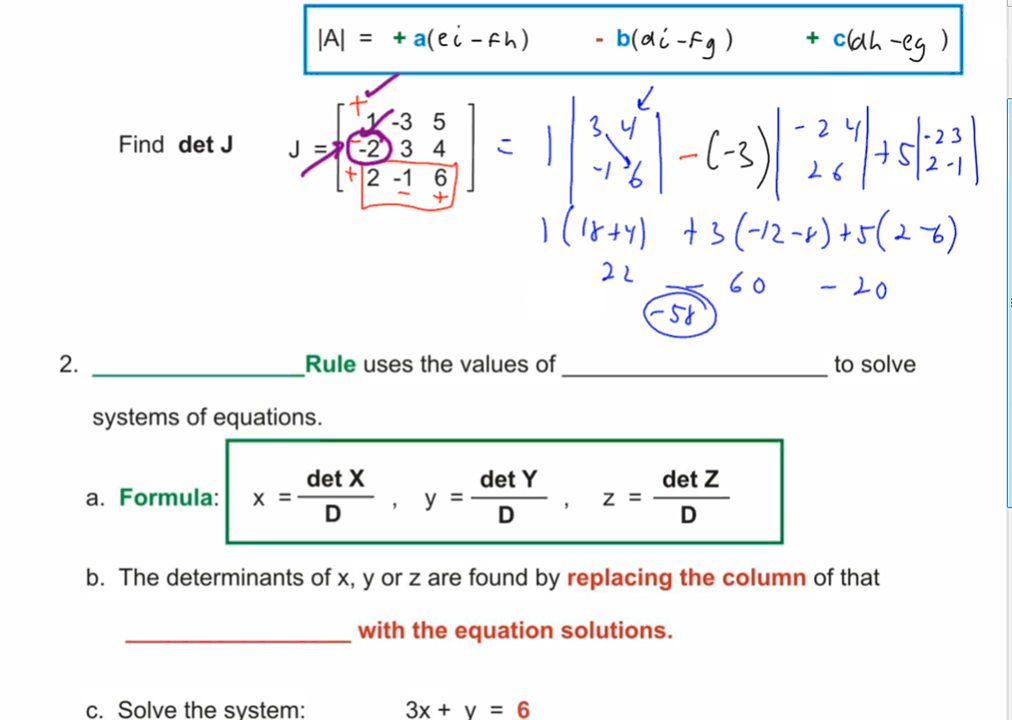 |A| = + a(ei - fh) - b(di - fg) + c(dh - eg)
+
1 -3 5
Find det J J = -2 3 4 = 1 | 3 4 | - (-3) | -2 4 | + 5 | -2 3 |
-1 6 2 6 2 -1
+ 2 -1 6
- +
1 (18+4) + 3 (-12-8) + 5 (2-6)
22 - 60 - 20
-58
2. ____________ Rule uses the values of ____________ to solve
systems of equations.
a. Formula: x = det X / D , y = det Y / D , z = det Z / D
b. The determinants of x, y or z are found by replacing the column of that
____________ with the equation solutions.
c. Solve the system: 3x + y = 6